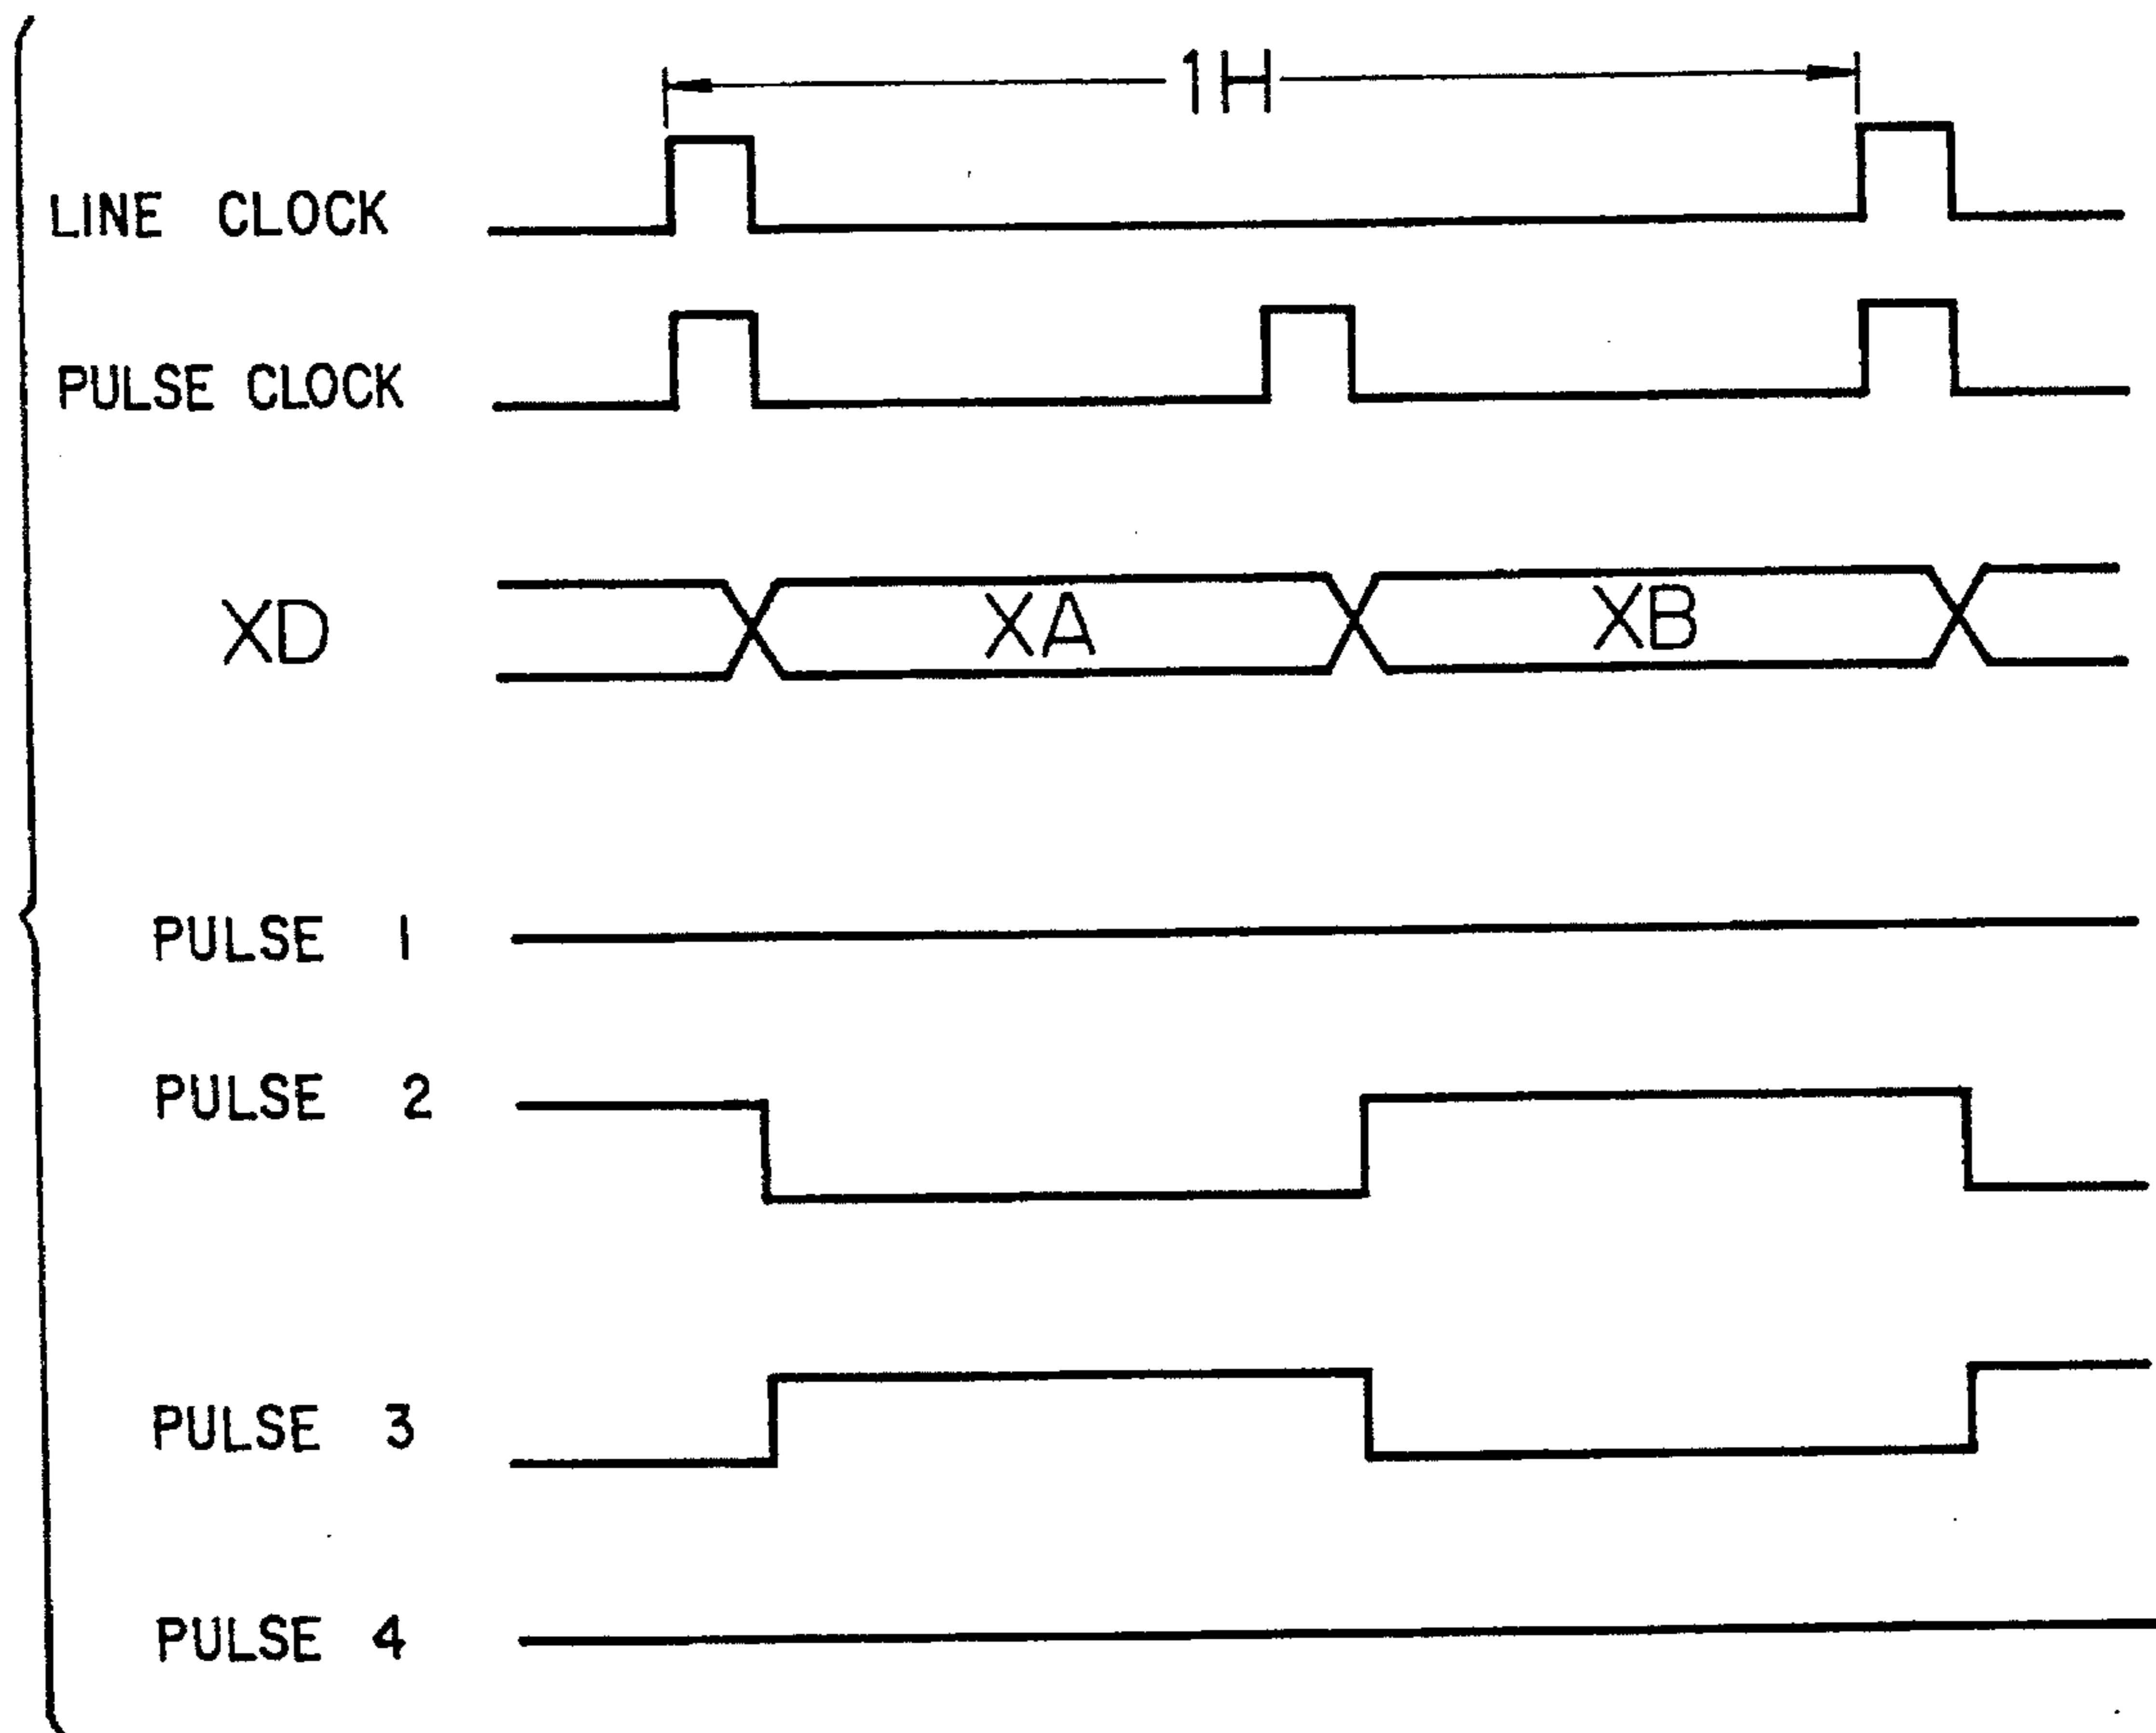 1H
LINE CLOCK
PULSE CLOCK
XD XA XB
PULSE 1
PULSE 2
PULSE 3
PULSE 4